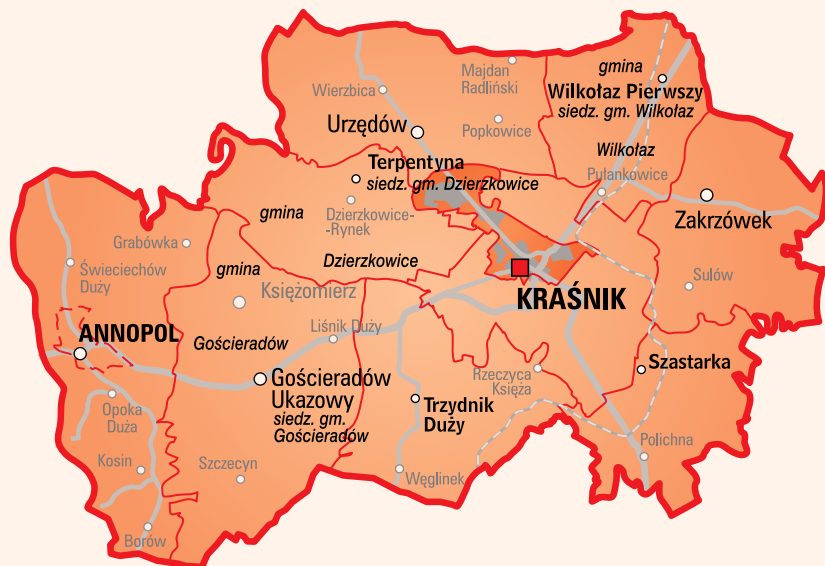 gmina
Majdan
Radliński
Wierzbica
Wilkołaz Pierwszy
siedz. gm. Wilkołaz
Urzędów
Popkowice
Wilkołaz
Terpentyna
siedz. gm. Dzierzkowice
Pułankowice
gmina
Dzierzkowice-
-Rynek
Zakrzówek
Grabówka
Dzierzkowice
gmina
Świeciechów
Duży
Sulów
Księżomierz
KRAŚNIK
ANNOPOL
Liśnik Duży
Gościeradów
Szastarka
Rzeczyca
Księża
Gościeradów
Ukazowy
siedz. gm.
Gościeradów
Trzydnik
Duży
Opoka
Duża
Polichna
Kosin
Szczecyn
Węglinek
Borów